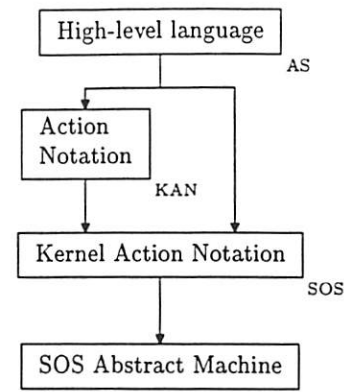 High-level language
AS
Action
Notation
KAN
Kernel Action Notation
SOS
SOS Abstract Machine